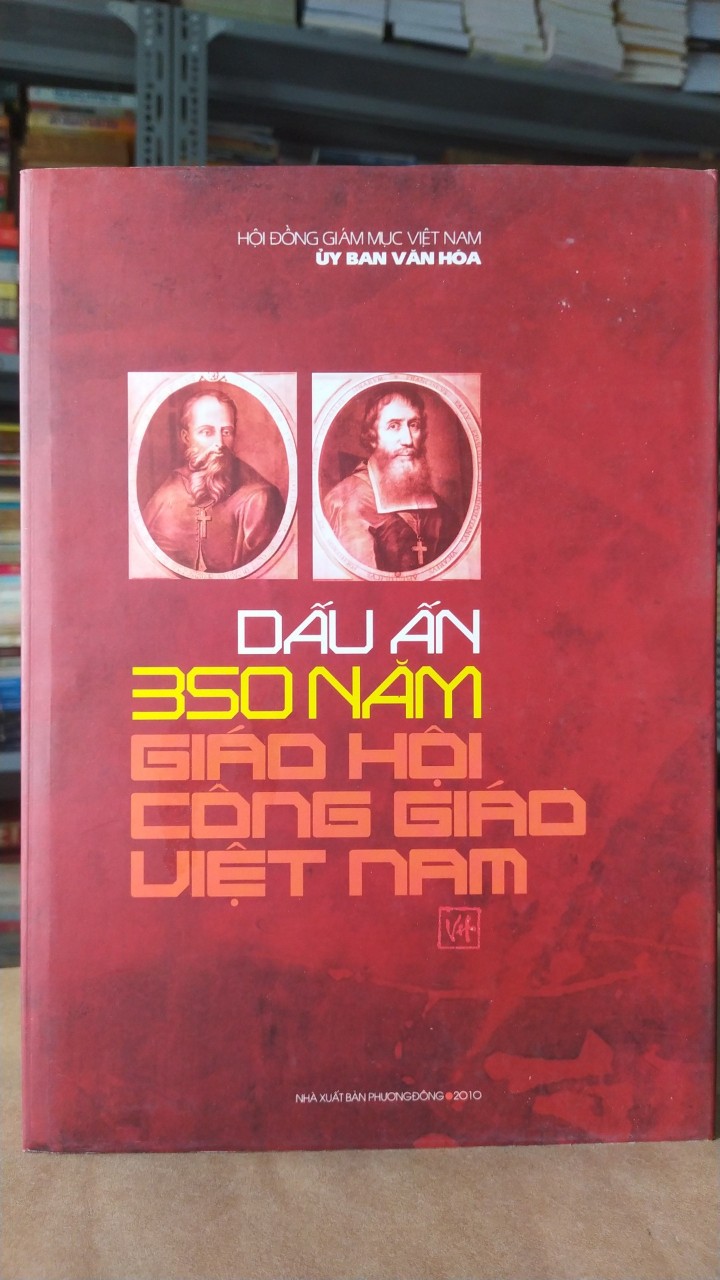 HỘI ĐỒNG GIÁM MỤC VIỆT NAM
ỦY BAN VĂN HÓA
DẤU ẤN
350 NĂM
GIÁO HỘI
CÔNG GIÁO
VIỆT NAM
VH
NHÀ XUẤT BẢN PHƯƠNG ĐÔNG 2010